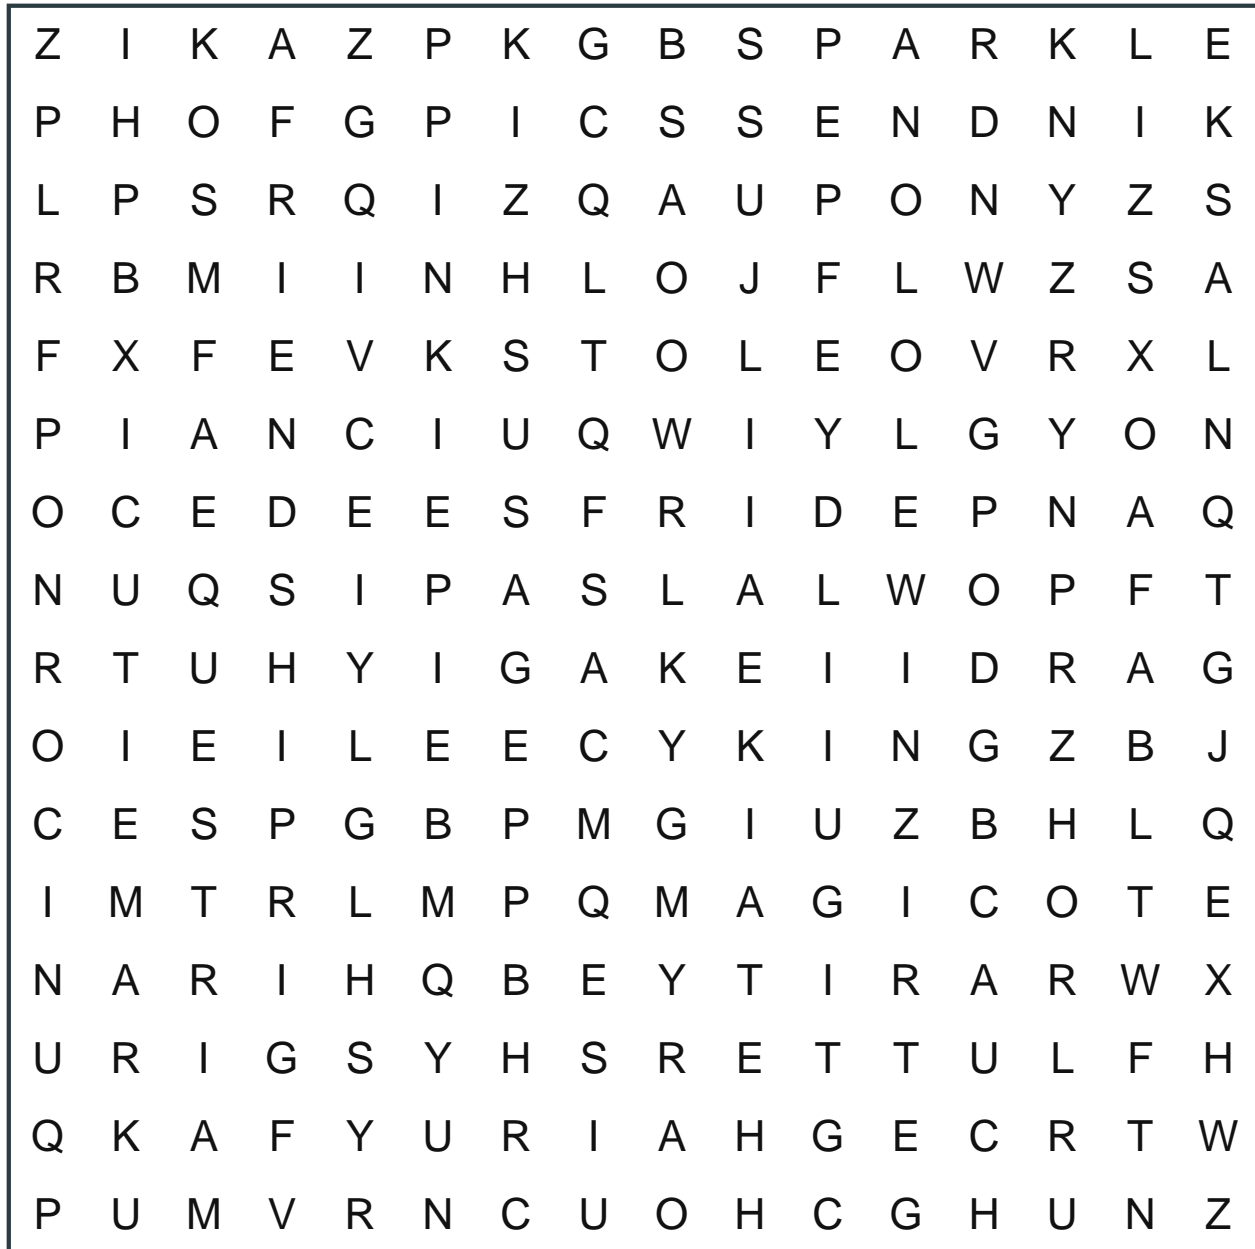 Z I K A Z P K G B S P A R K L E
P H O F G P I C S S E N D N I K
L P S R Q I Z Q A U P O N Y Z S
R B M I I N H L O J F L W Z S A
F X F E V K S T O L E O V R X L
P I A N C I U Q W I Y L G Y O N
O C E D E E S F R I D E P N A Q
N U Q S I P A S L A L W O P F T
R T U H Y I G A K E I I D R A G
O I E I L E E C Y K I N G Z B J
C E S P G B P M G I U Z B H L Q
I M T R L M P Q M A G I C O T E
N A R I H Q B E Y T I R A R W X
U R I G S Y H S R E T T U L F H
Q K A F Y U R I A H G E C R T W
P U M V R N C U O H C G H U N Z